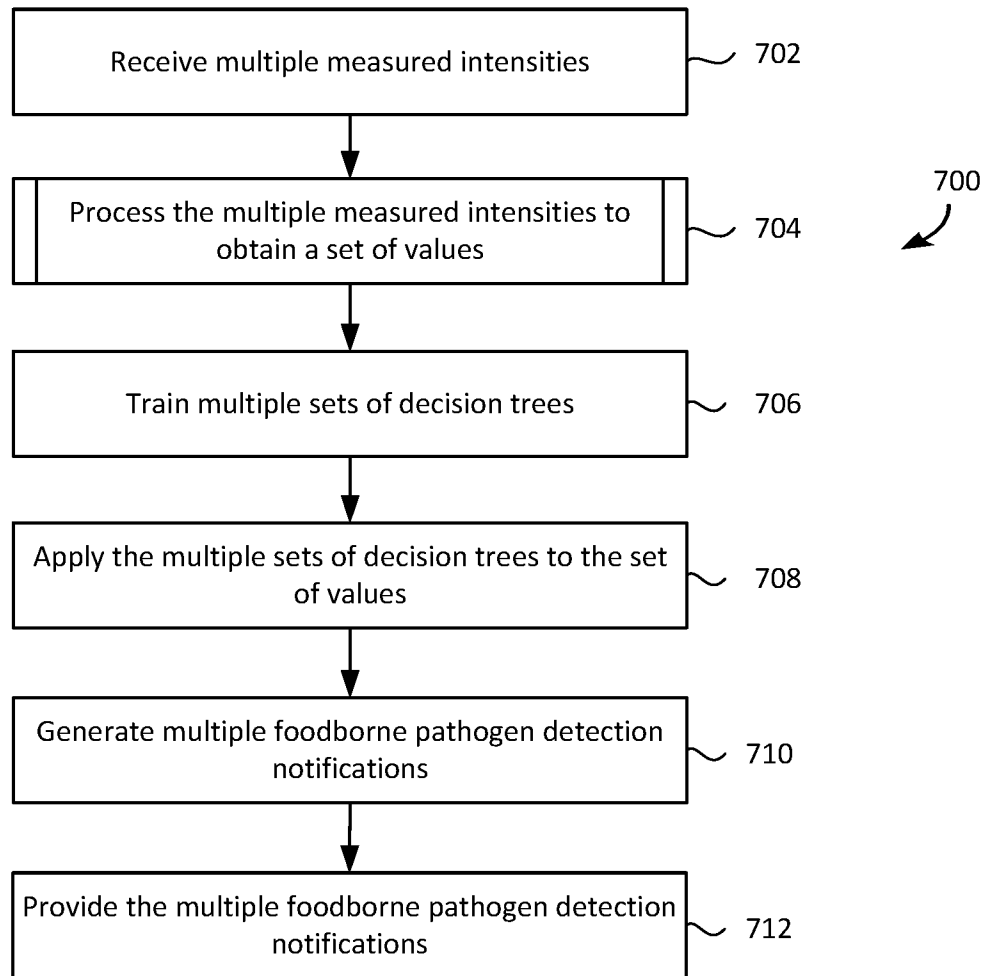 Receive multiple measured intensities
702
Process the multiple measured intensities to
obtain a set of values
704
700
Train multiple sets of decision trees
706
Apply the multiple sets of decision trees to the set
of values
708
Generate multiple foodborne pathogen detection
notifications
710
Provide the multiple foodborne pathogen detection
notifications
712